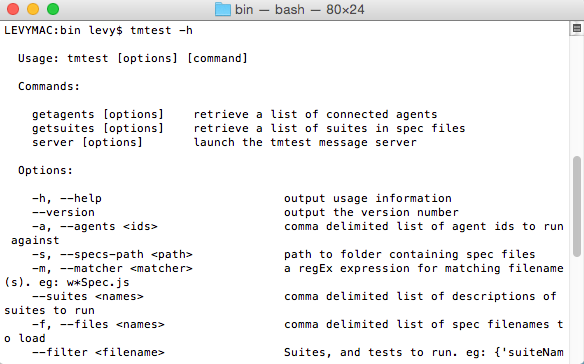 bin — bash — 80×24
LEVYMAC:bin levy$ tmtest -h
Usage: tmtest [options] [command]
Commands:
getagents [options]    retrieve a list of connected agents
getsuites [options]    retrieve a list of suites in spec files
server [options]       launch the tmtest message server
Options:
-h, --help                          output usage information
--version                           output the version number
-a, --agents <ids>                  comma delimited list of agent ids to run
against
-s, --specs-path <path>             path to folder containing spec files
-m, --matcher <matcher>             a regEx expression for matching filename
(s). eg: w*Spec.js
--suites <names>                    comma delimited list of descriptions of
suites to run
-f, --files <names>                 comma delimited list of spec filenames t
o load
--filter <filename>                 Suites, and tests to run. eg: {'suiteNam